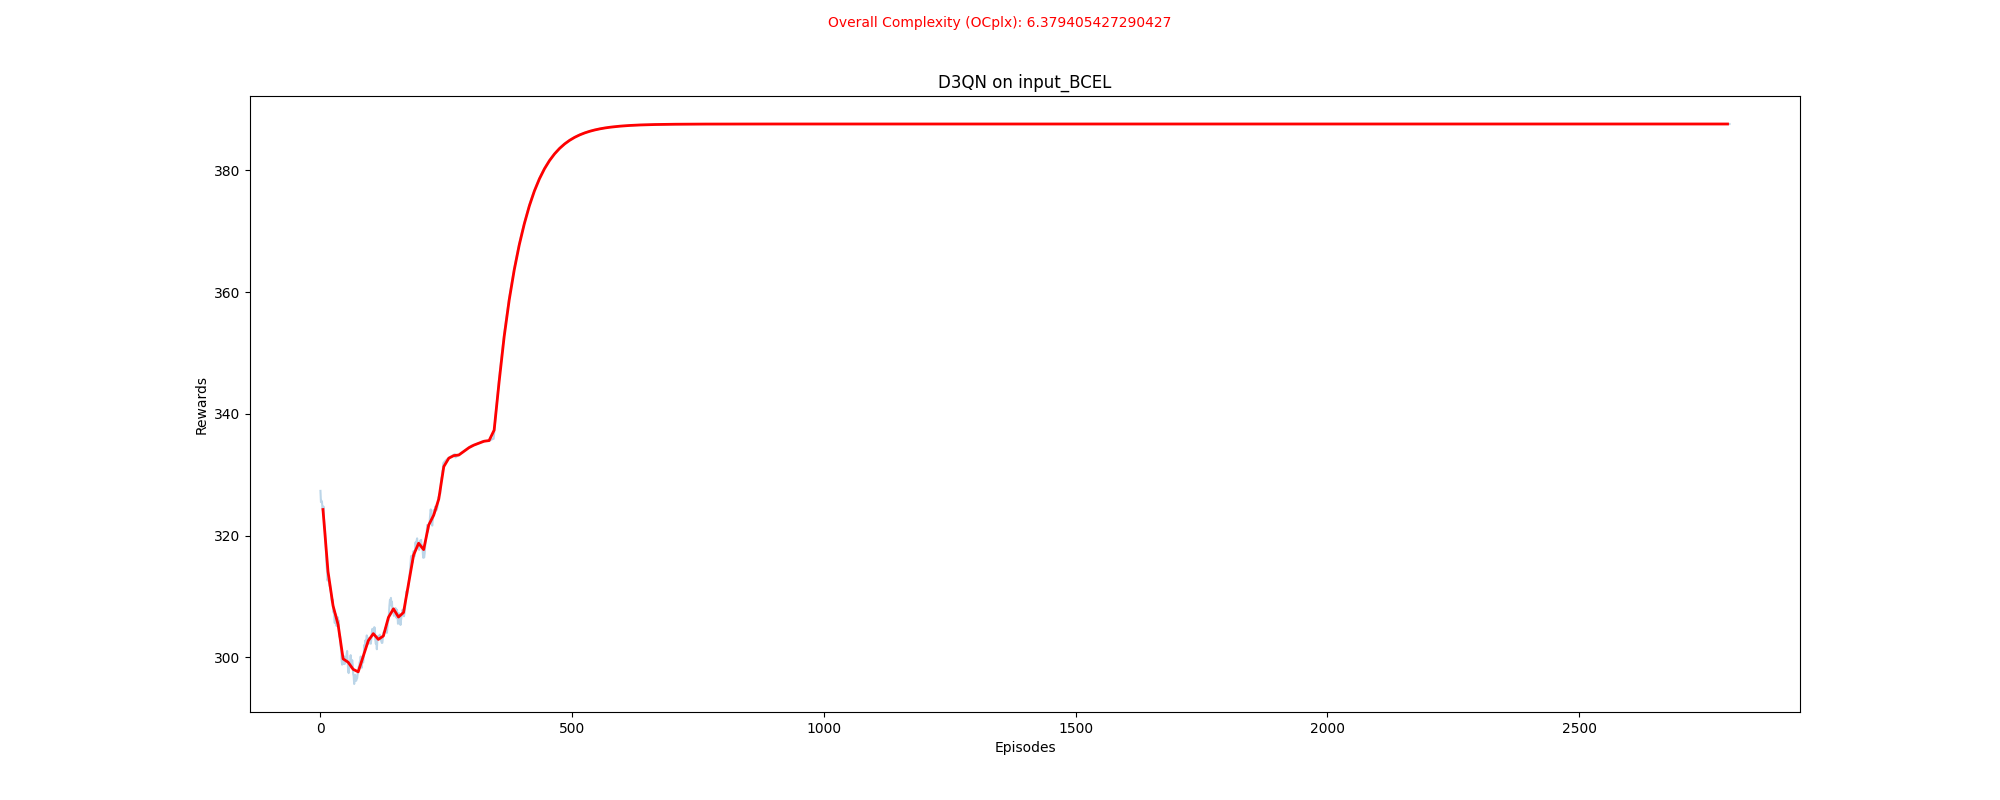 Overall Complexity (OCplx): 6.379405427290427
D3QN on input_BCEL
380
360
340
320
300
Rewards
0 500 1000 1500 2000 2500
Episodes